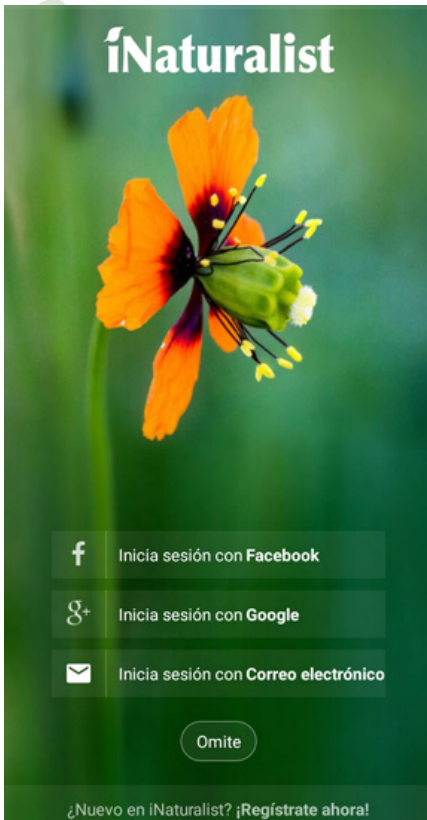 iNaturalist
Inicia sesión con Facebook
Inicia sesión con Google
Inicia sesión con Correo electrónico
Omite
¿Nuevo en iNaturalist? ¡Regístrate ahora!